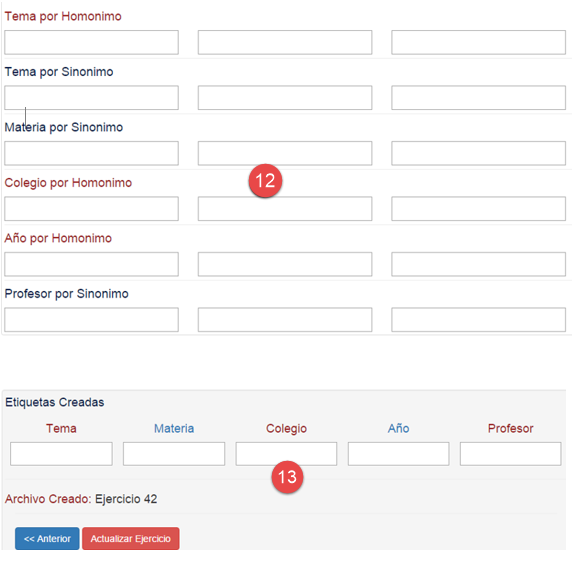 Tema por Homonimo
Tema por Sinonimo
Materia por Sinonimo
12
Colegio por Homonimo
Año por Homonimo
Profesor por Sinonimo
Etiquetas Creadas
Tema Materia Colegio Año Profesor
13
Archivo Creado: Ejercicio 42
<< Anterior Actualizar Ejercicio